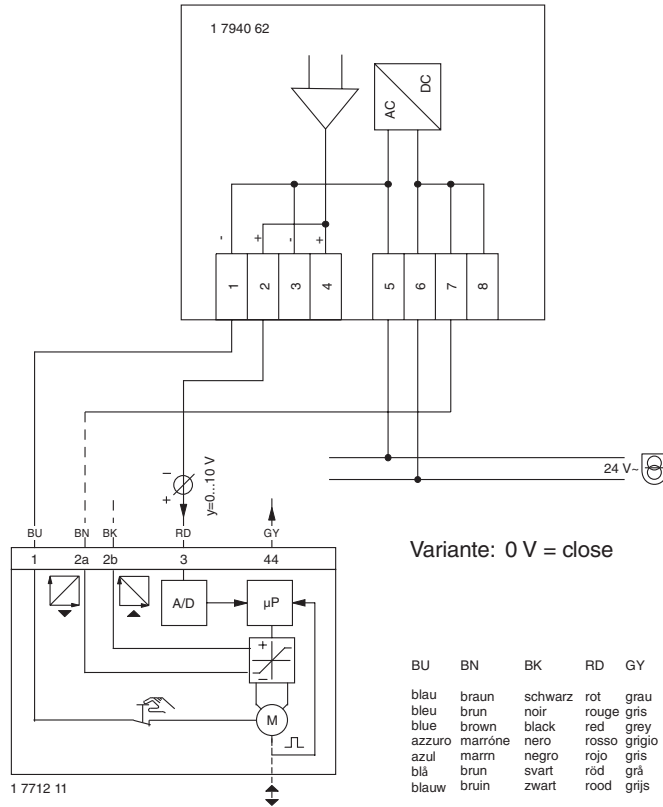 1 7940 62
AC
DC
- + - +
1 2 3 4 5 6 7 8
y=0...10 V
+ –
24 V~
BU BN BK RD GY
1 2a 2b 3 44
Variante: 0 V = close
A/D
µP
+
–
M
1 7712 11
BU BN BK RD GY
blau braun schwarz rot grau
bleu brun noir rouge gris
blue brown black red grey
azzuro marróne nero rosso grigio
azul marrn negro rojo gris
blå brun svart röd grå
blauw bruin zwart rood grijs